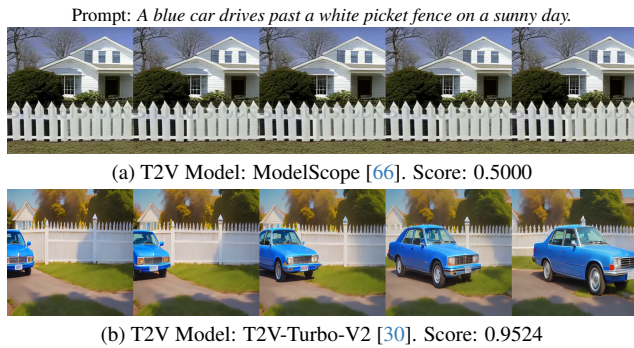 Prompt: A blue car drives past a white picket fence on a sunny day.
(a) T2V Model: ModelScope [66]. Score: 0.5000
(b) T2V Model: T2V-Turbo-V2 [30]. Score: 0.9524